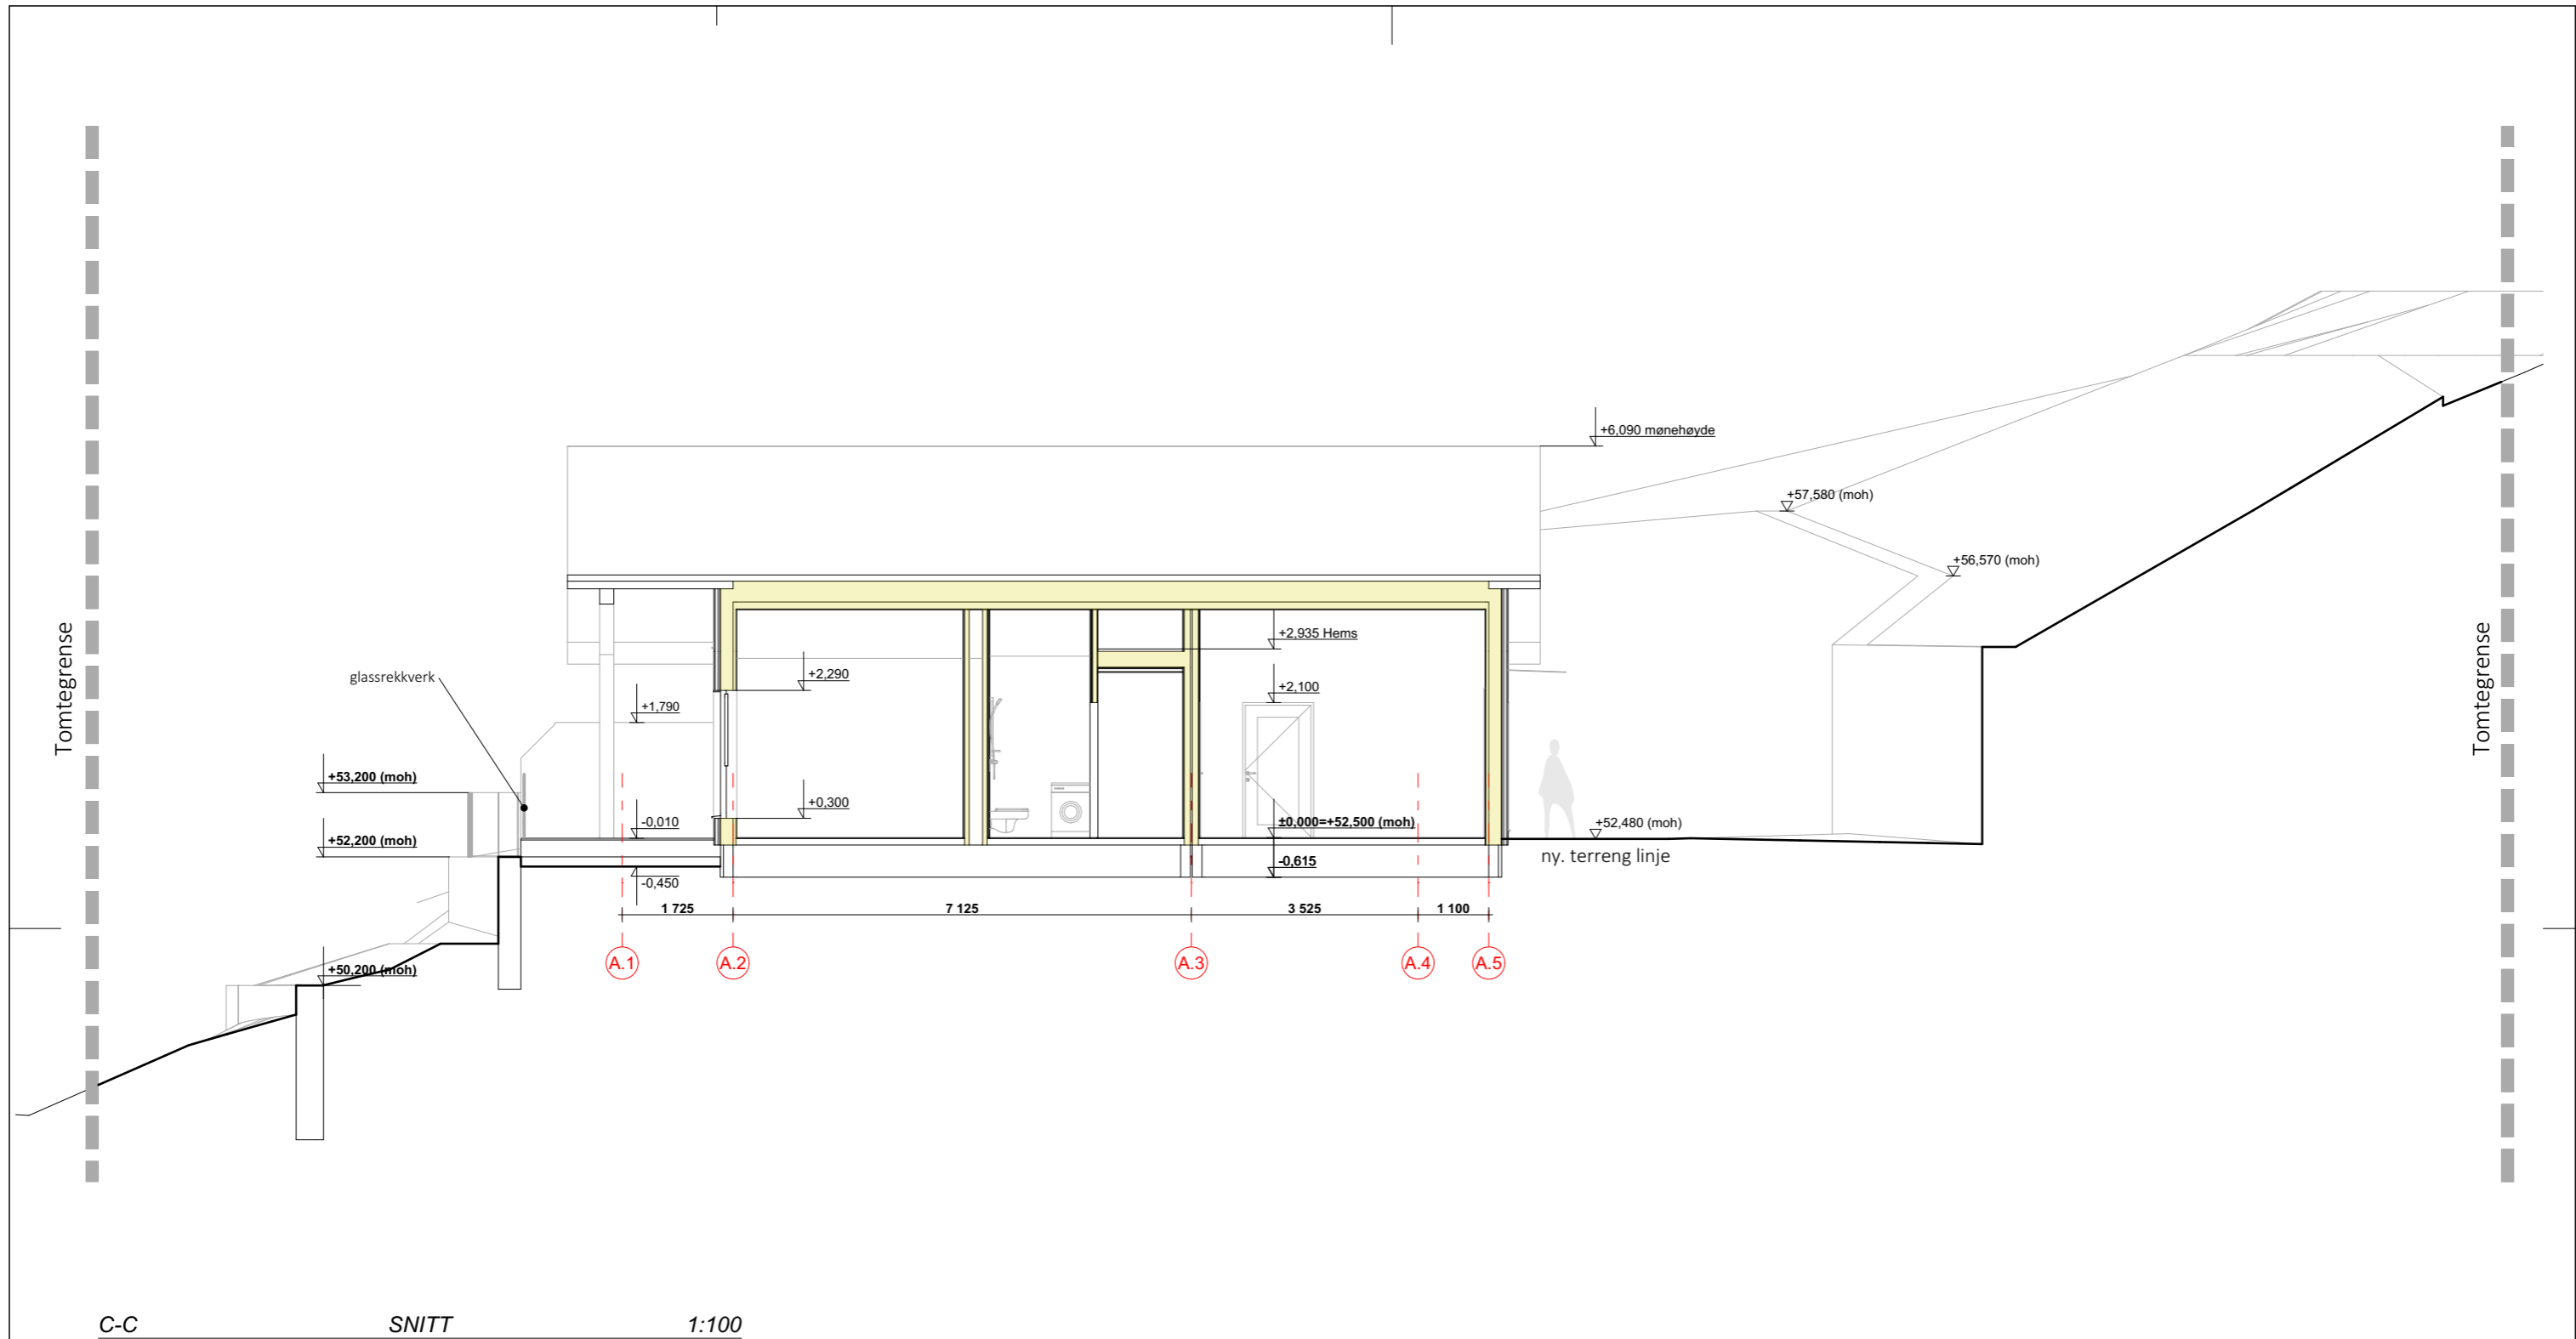 +6,090 mønehøyde
+57,580 (moh)
+56,570 (moh)
Tomtegrense
Tomtegrense
glassrekkverk
+2,935 Hems
+2,290
+2,100
+1,790
+53,200 (moh)
+0,300
-0,010
±0,000=+52,500 (moh)
+52,480 (moh)
+52,200 (moh)
ny. terreng linje
-0,615
-0,450
1 725
7 125
3 525
1 100
A.1
A.2
A.3
A.4
A.5
+50,200 (moh)
C-C SNITT 1:100